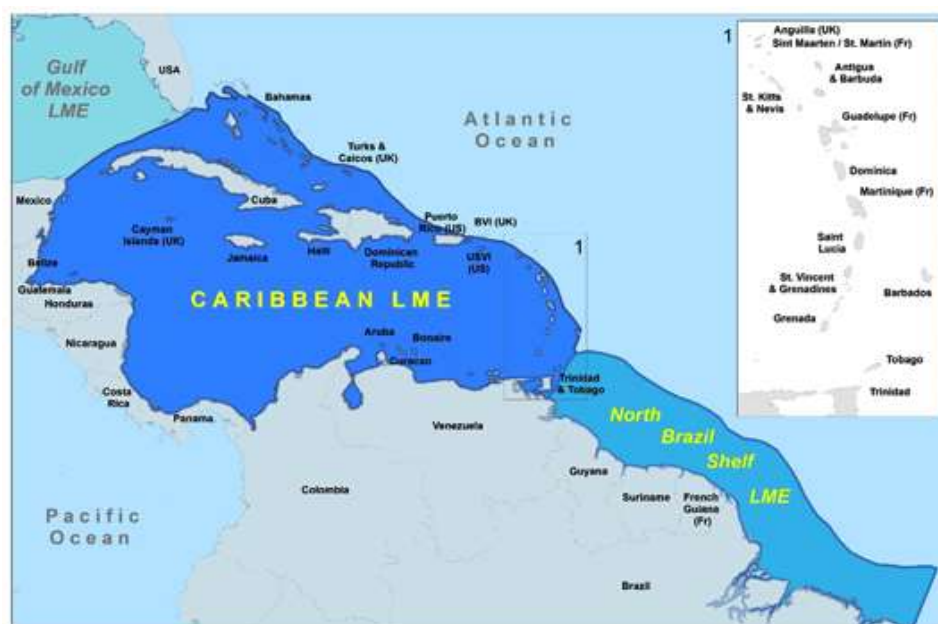 Gulf
of Mexico
LME
USA
Bahamas
Atlantic
Ocean
Turks &
Caicos (UK)
Mexico
Cuba
Cayman
Islands (UK)
Jamaica
Haiti
Dominican
Republic
Puerto
Rico (US)
BVI (UK)
USVI
(US)
1
Belize
Guatemala
Honduras
CARIBBEAN LME
Nicaragua
Aruba
Bonaire
Curacao
Costa
Rica
Panama
Trinidad
& Tobago
Venezuela
Colombia
North
Brazil
Shelf
LME
Guyana
Suriname
French
Guiana
(Fr)
Pacific
Ocean
Brazil
1
Anguilla (UK)
Sint Maarten / St. Martin (Fr)
Antigua
& Barbuda
St. Kitts
& Nevis
Guadelupe (Fr)
Dominica
Martinique (Fr)
Saint
Lucia
St. Vincent
& Grenadines
Barbados
Grenada
Tobago
Trinidad